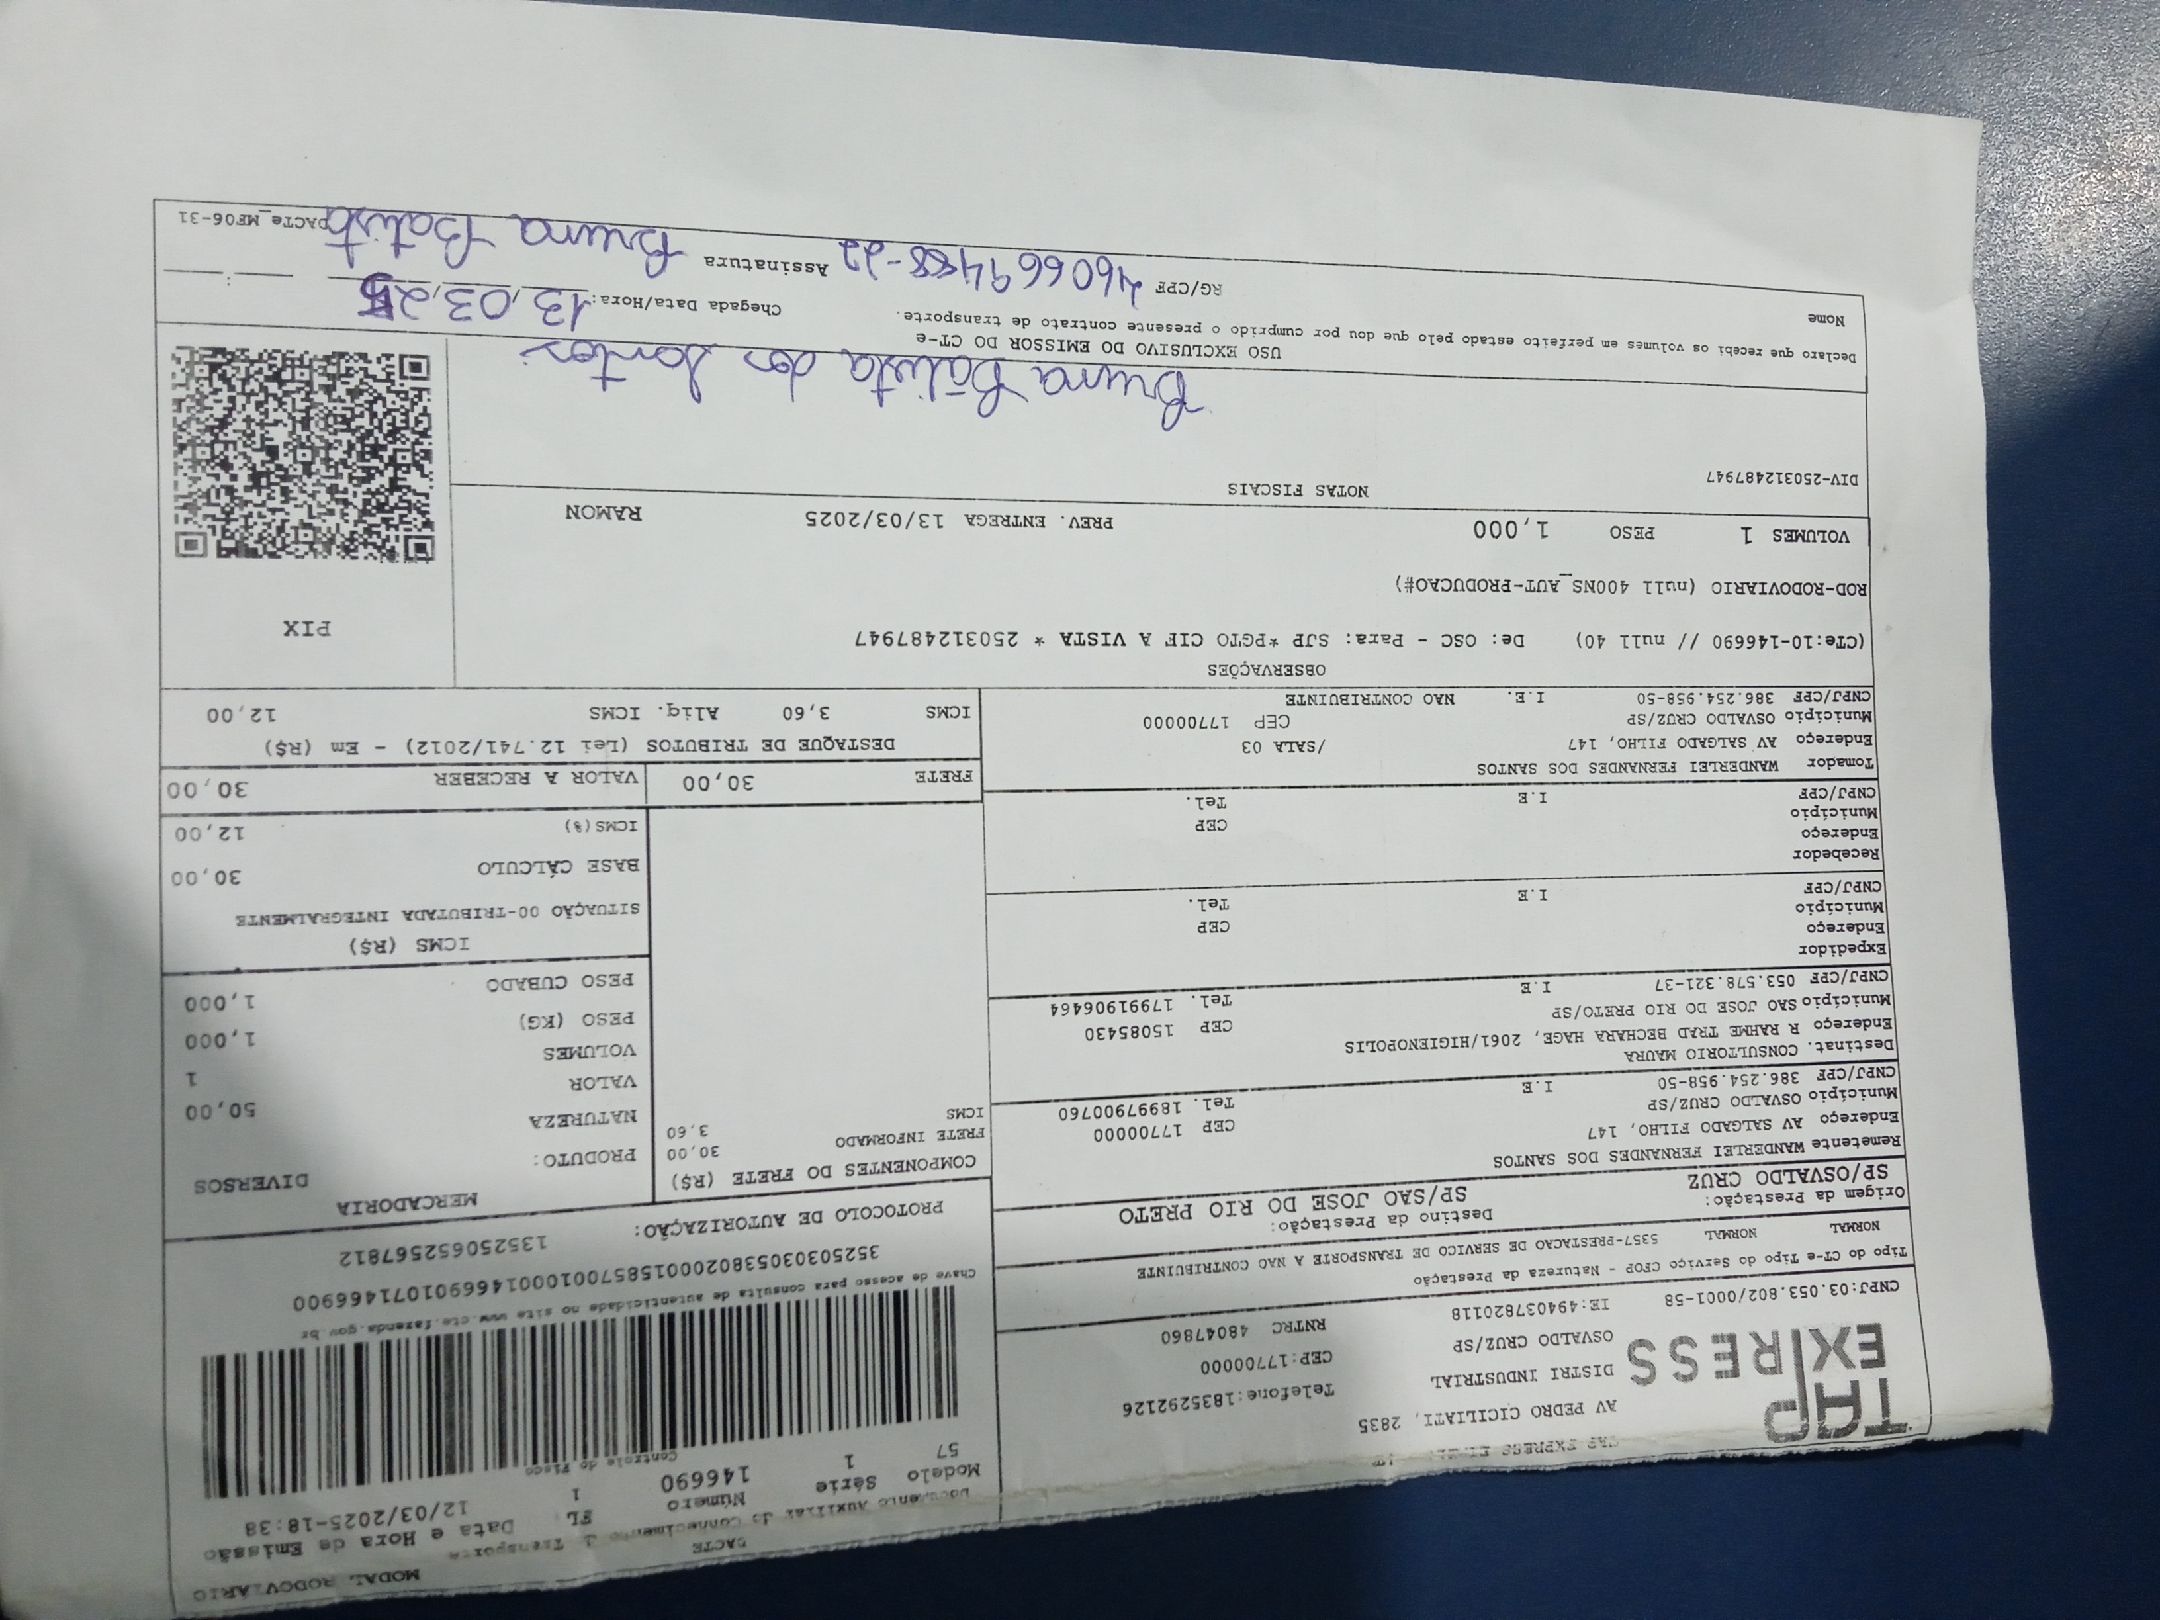 MODAL RODOVIÁRIO
DACTE
Documento Auxiliar do Conhecimento de Transporte
Modelo Série Número FL Data e Hora de Emissão
57 1 146690 1 12/03/2025-18:38
Controle do Fisco
Chave de acesso para consulta de autenticidade no site www.cte.fazenda.gov.br
35250303053802000158570010001466901071466900
PROTOCOLO DE AUTORIZAÇÃO: 135250652567812
TAP EXPRESS
TAP EXPRESS
AV PEDRO CICILIATI, 2835
DISTRI INDUSTRIAL Telefone:1835292126
OSVALDO CRUZ/SP CEP:17700000
RNTRC 48047860
CNPJ:03.053.802/0001-58 IE:494037820118
Tipo do CT-e Tipo do Serviço CFOP - Natureza da Prestação
NORMAL NORMAL 5357-PRESTACAO DE SERVICO DE TRANSPORTE A NAO CONTRIBUINTE
Origem da Prestação: Destino da Prestação:
SP/OSVALDO CRUZ SP/SAO JOSE DO RIO PRETO
Remetente WANDERLEI FERNANDES DOS SANTOS
Endereço AV SALGADO FILHO, 147 CEP 17700000
Município OSVALDO CRUZ/SP Tel. 18997900760
CNPJ/CPF 386.254.958-50 I.E
Destinat. CONSULTORIO MAURA
Endereço R RAHME TRAD BECHARA HAGE, 2061/HIGIENOPOLIS CEP 15085430
Município SAO JOSE DO RIO PRETO/SP Tel. 17991906464
CNPJ/CPF 053.578.321-37 I.E
Expedidor
Endereço CEP
Município Tel.
CNPJ/CPF I.E
Recebedor
Endereço CEP
Município Tel.
CNPJ/CPF I.E
Tomador WANDERLEI FERNANDES DOS SANTOS
Endereço AV SALGADO FILHO, 147 /SALA 03
Município OSVALDO CRUZ/SP CEP 17700000
CNPJ/CPF 386.254.958-50 I.E. NAO CONTRIBUINTE
COMPONENTES DO FRETE (R$)
FRETE INFORMADO 30,00
ICMS 3,60
MERCADORIA
PRODUTO: DIVERSOS
NATUREZA
VALOR 50,00
VOLUMES 1
PESO (KG) 1,000
PESO CUBADO 1,000
ICMS (R$)
SITUAÇÃO 00-TRIBUTADA INTEGRALMENTE
BASE CÁLCULO 30,00
ICMS(%) 12,00
FRETE 30,00 VALOR A RECEBER 30,00
DESTAQUE DE TRIBUTOS (Lei 12.741/2012) - Em (R$)
ICMS 3,60 Aliq. ICMS 12,00
OBSERVAÇÕES
(CTe:10-146690 // null 40) De: OSC - Para: SJP *PGTO CIF A VISTA * 250312487947
ROD-RODOVIARIO (null 400NS_AUT-PRODUCAO#)
PIX
VOLUMES 1 PESO 1,000 PREV. ENTREGA 13/03/2025 RAMON
NOTAS FISCAIS
DIV-250312487947
Bruna Batista dos Santos
USO EXCLUSIVO DO EMISSOR DO CT-e
Declaro que recebi os volumes em perfeito estado pelo que dou por cumprido o presente contrato de transporte.
Nome Chegada Data/Hora: 13,03,25 :
RG/CPF Assinatura Bruna Batista
DACTe_MF06-31